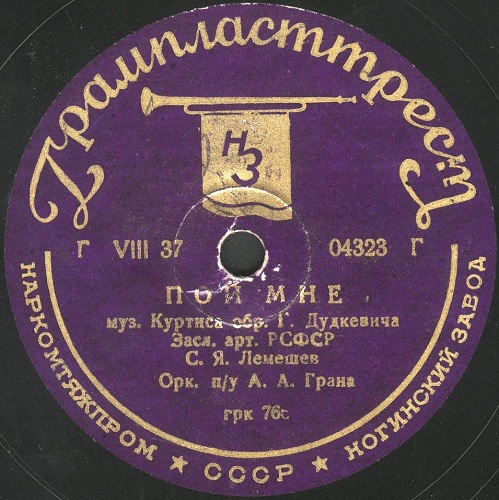 Грампласттрест
НЗ
Г VIII 37
04323 Г
ПОЙ МНЕ
муз. Куртиса обр. Г. Дудкевича
Засл. арт. РСФСР
С. Я. Лемешев
Орк. п/у А. А. Грана
грк 76с
НАРКОМТЯЖПРОМ ★ СССР ★ НОГИНСКИЙ ЗАВОД